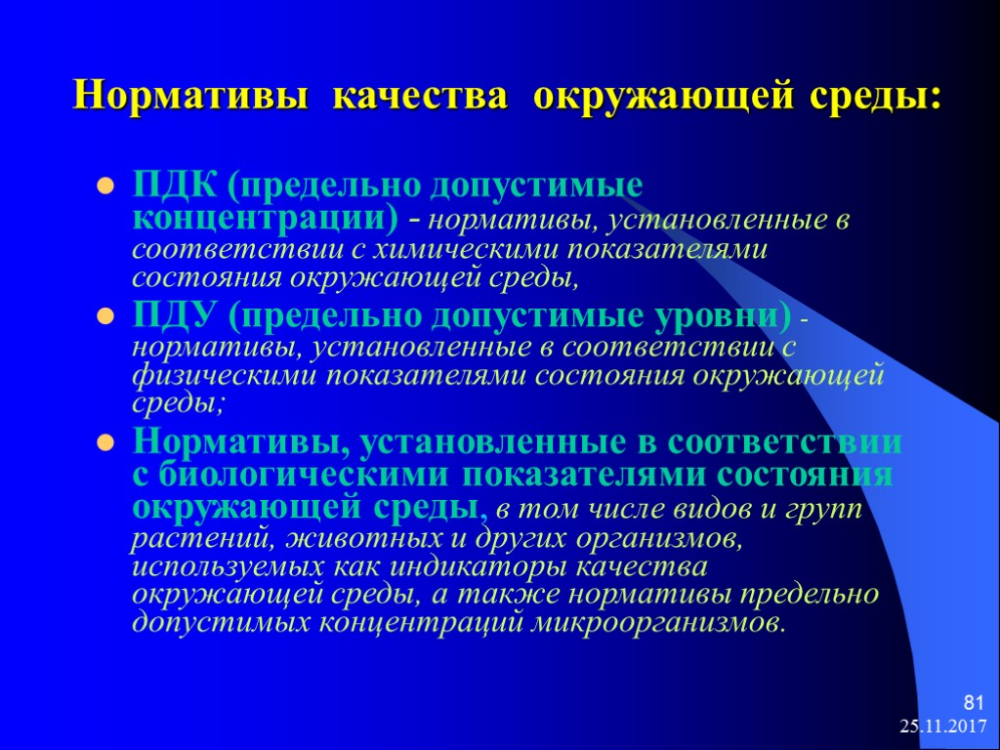 Нормативы качества окружающей среды:
ПДК (предельно допустимые
концентрации) - нормативы, установленные в
соответствии с химическими показателями
состояния окружающей среды,
ПДУ (предельно допустимые уровни) -
нормативы, установленные в соответствии с
физическими показателями состояния окружающей
среды;
Нормативы, установленные в соответствии
с биологическими показателями состояния
окружающей среды, в том числе видов и групп
растений, животных и других организмов,
используемых как индикаторы качества
окружающей среды, а также нормативы предельно
допустимых концентраций микроорганизмов.
81
25.11.2017